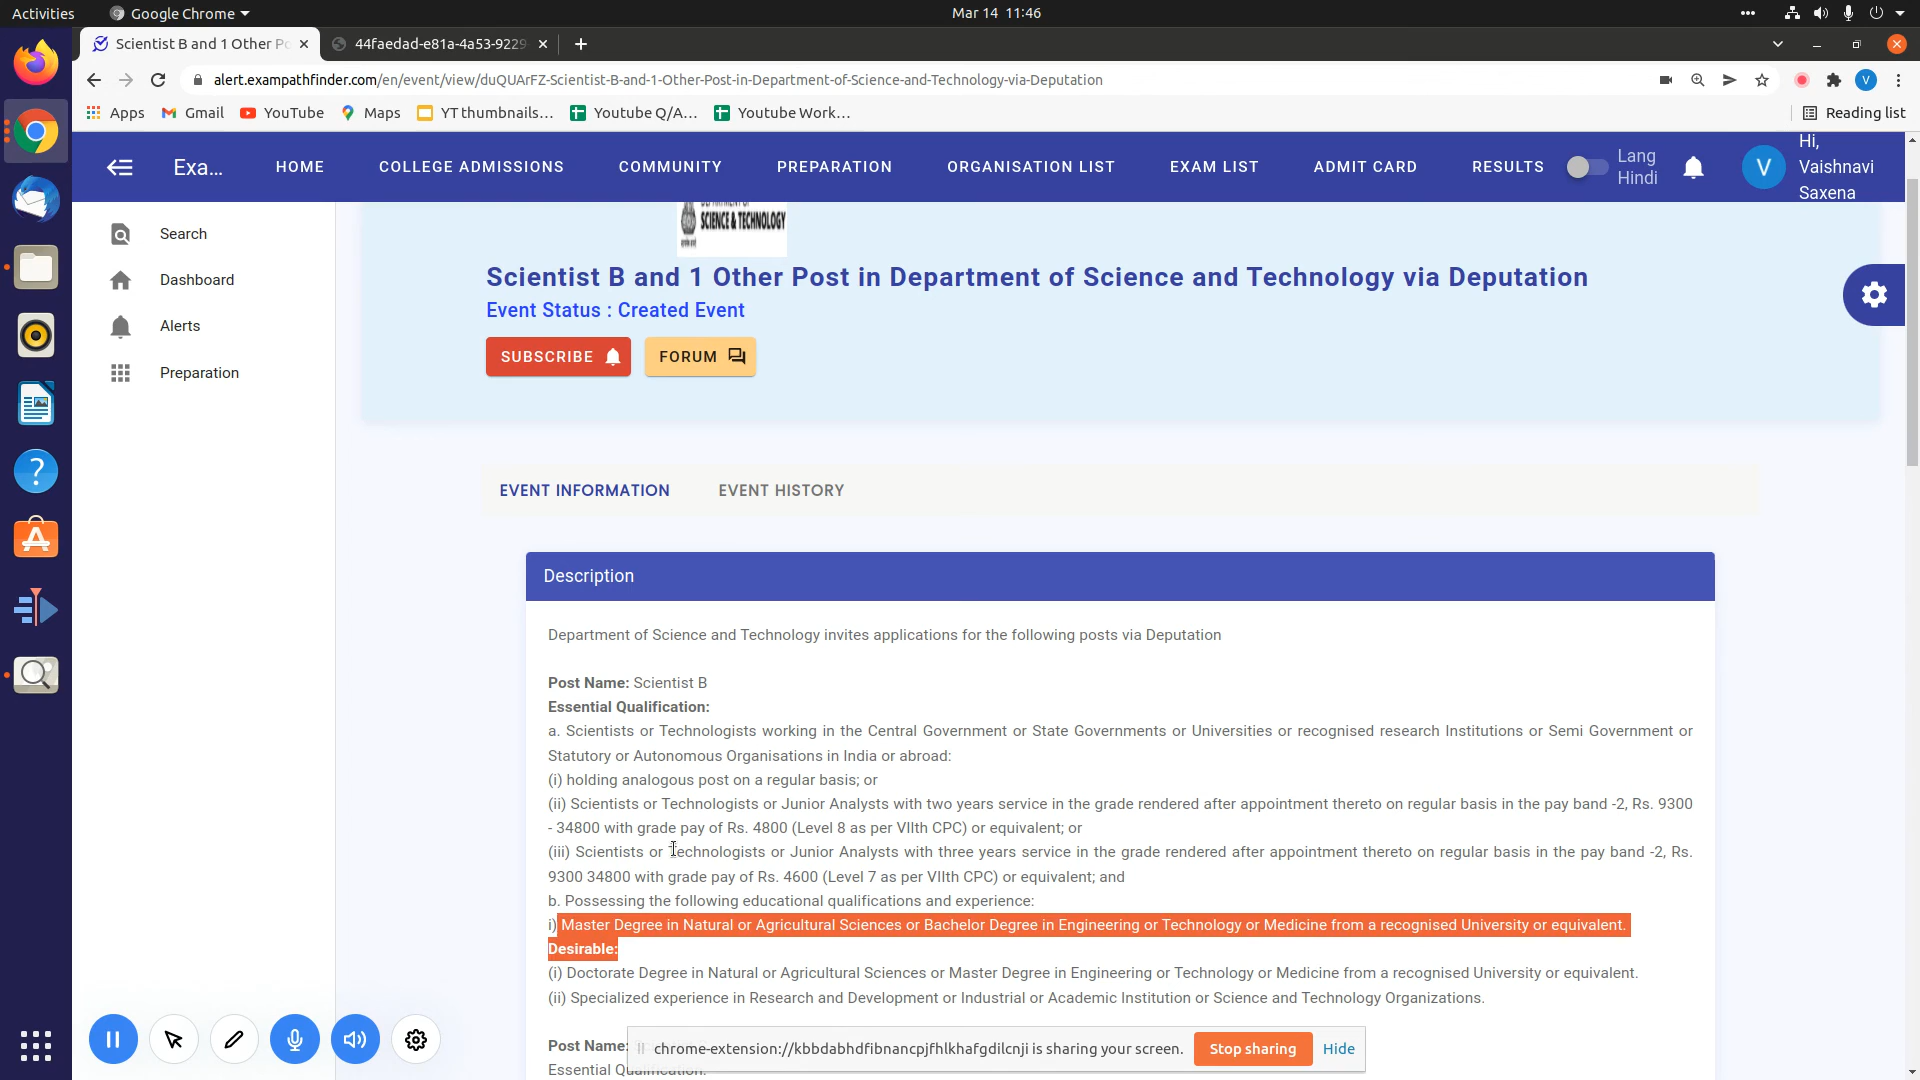 Activities
Google Chrome
Mar 14 11:46
Scientist B and 1 Other Po
44faedad-e81a-4a53-9229
alert.exampathfinder.com/en/event/view/duQUArFZ-Scientist-B-and-1-Other-Post-in-Department-of-Science-and-Technology-via-Deputation
V
Apps
Gmail
YouTube
Maps
YT thumbnails...
Youtube Q/A...
Youtube Work...
Reading list
Exa...
HOME
COLLEGE ADMISSIONS
COMMUNITY
PREPARATION
ORGANISATION LIST
EXAM LIST
ADMIT CARD
RESULTS
Lang
Hindi
V
Hi,
Vaishnavi
Saxena
Search
Dashboard
Alerts
Preparation
SCIENCE & TECHNOLOGY
Scientist B and 1 Other Post in Department of Science and Technology via Deputation
Event Status : Created Event
SUBSCRIBE
FORUM
EVENT INFORMATION
EVENT HISTORY
Description
Department of Science and Technology invites applications for the following posts via Deputation
Post Name: Scientist B
Essential Qualification:
a. Scientists or Technologists working in the Central Government or State Governments or Universities or recognised research Institutions or Semi Government or
Statutory or Autonomous Organisations in India or abroad:
(i) holding analogous post on a regular basis; or
(ii) Scientists or Technologists or Junior Analysts with two years service in the grade rendered after appointment thereto on regular basis in the pay band -2, Rs. 9300
- 34800 with grade pay of Rs. 4800 (Level 8 as per VIIth CPC) or equivalent; or
(iii) Scientists or Technologists or Junior Analysts with three years service in the grade rendered after appointment thereto on regular basis in the pay band -2, Rs.
9300 34800 with grade pay of Rs. 4600 (Level 7 as per VIIth CPC) or equivalent; and
b. Possessing the following educational qualifications and experience:
i) Master Degree in Natural or Agricultural Sciences or Bachelor Degree in Engineering or Technology or Medicine from a recognised University or equivalent.
Desirable:
(i) Doctorate Degree in Natural or Agricultural Sciences or Master Degree in Engineering or Technology or Medicine from a recognised University or equivalent.
(ii) Specialized experience in Research and Development or Industrial or Academic Institution or Science and Technology Organizations.
Post Name:
Essential Qualification:
chrome-extension://kbbdabhdfibnancpjfhlkhafgdilcnji is sharing your screen.
Stop sharing
Hide